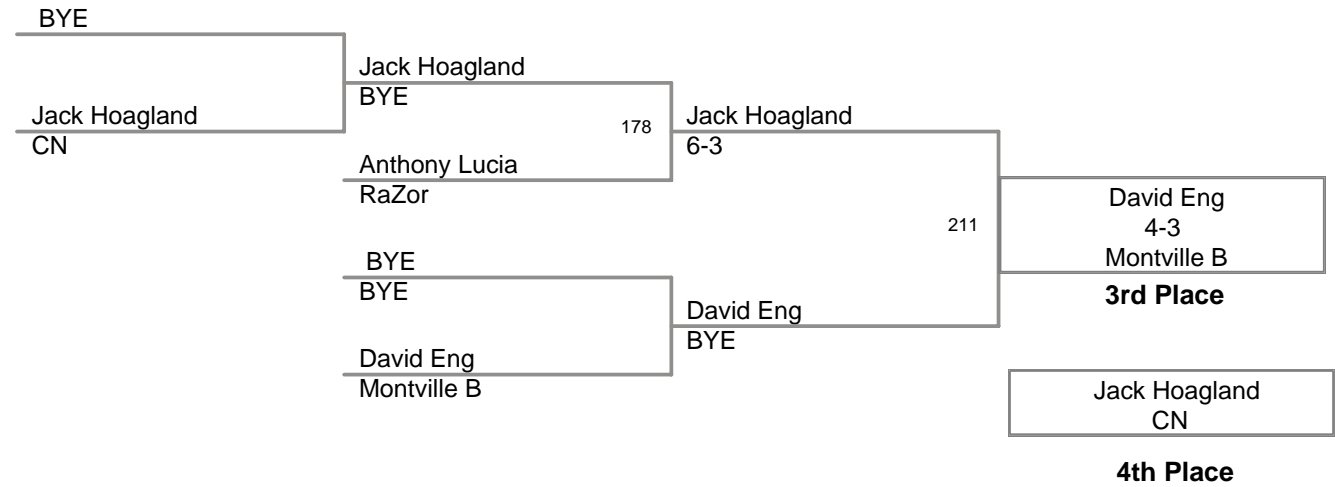 BYE
Jack Hoagland
CN
Jack Hoagland
BYE
Anthony Lucia
RaZor
BYE
BYE
David Eng
Montville B
178
Jack Hoagland
6-3
David Eng
BYE
211
David Eng
4-3
Montville B
3rd Place
Jack Hoagland
CN
4th Place